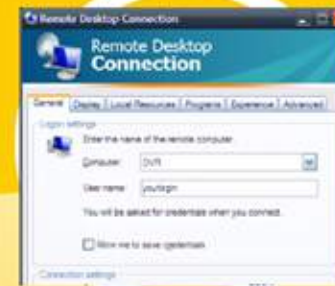 Remote Desktop Connection
Remote Desktop
Connection
General Display Local Resources Programs Experience Advanced
Logon settings
Enter the name of the remote computer.
Computer: DVR
User name:
You will be asked for credentials when you connect.
Allow me to save credentials
Connection settings